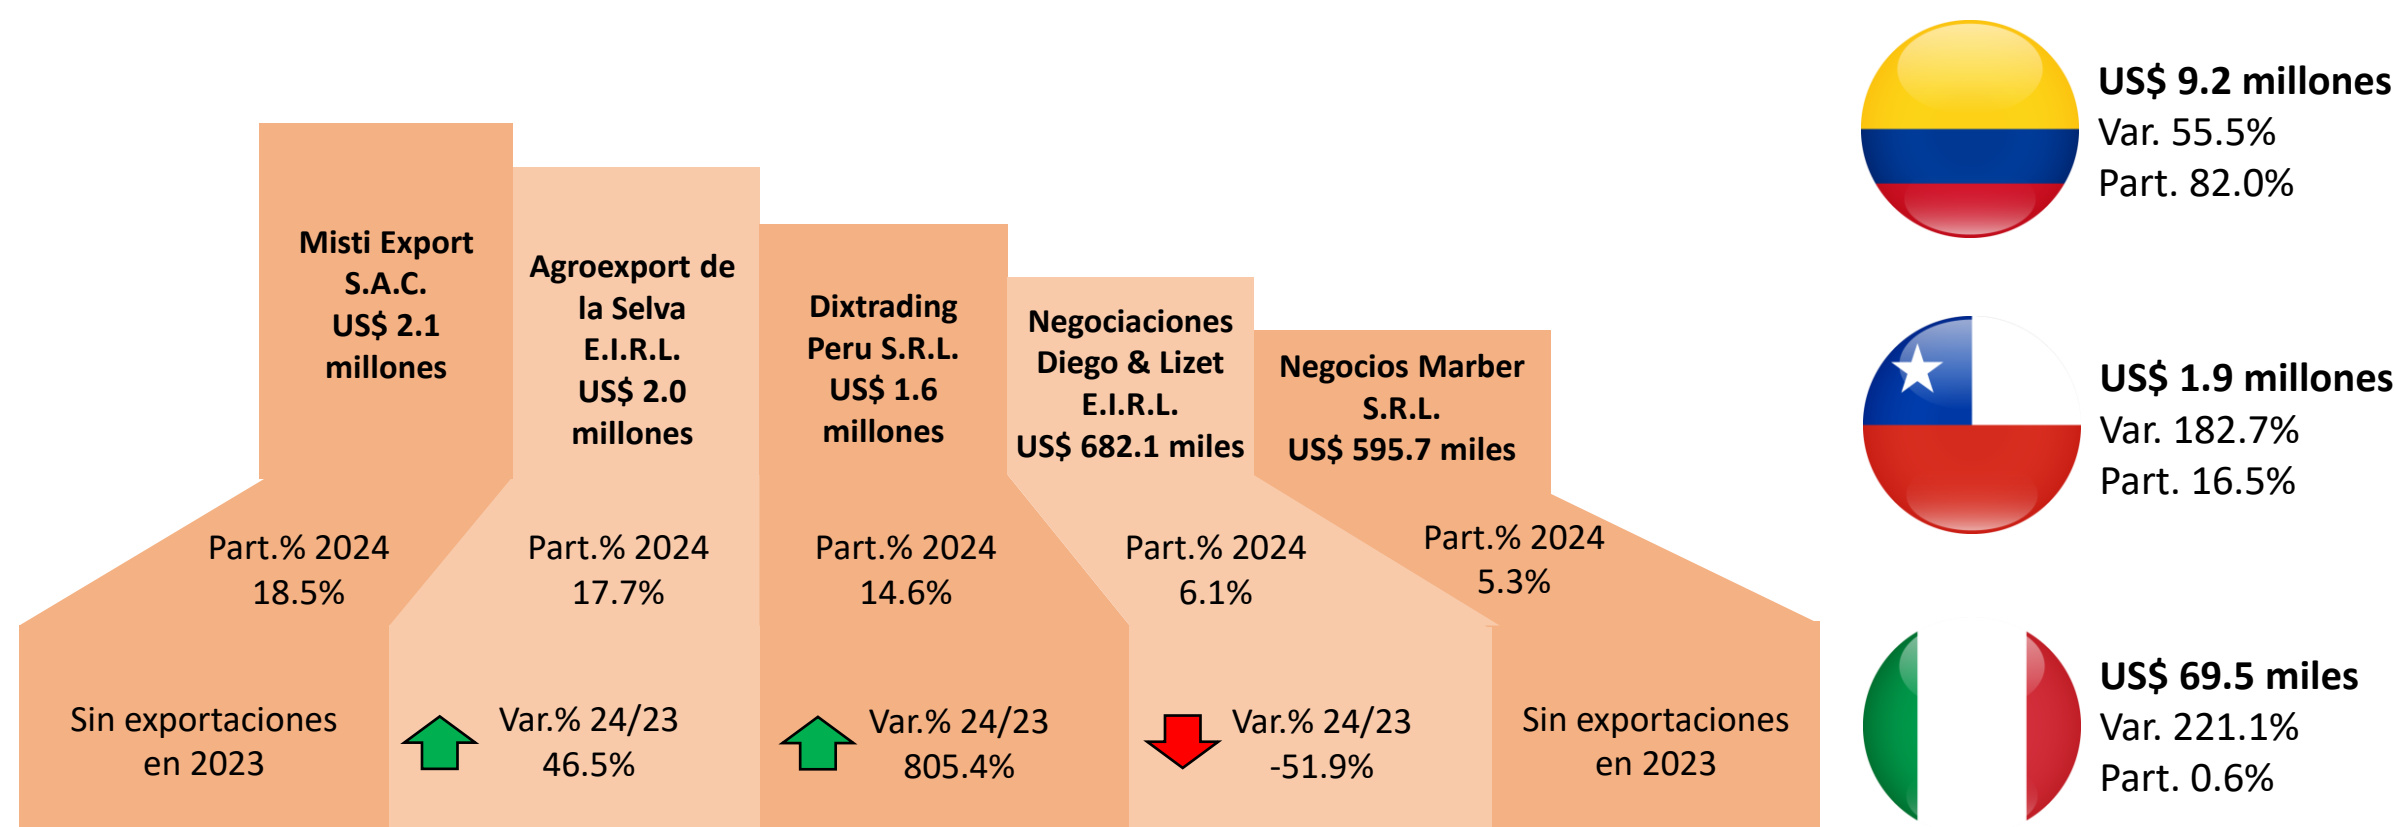 Misti Export
S.A.C.
US$ 2.1
millones
Part.% 2024
18.5%
Sin exportaciones
en 2023
Agroexport de
la Selva
E.I.R.L.
US$ 2.0
millones
Part.% 2024
17.7%
Var.% 24/23
46.5%
Dixtrading
Peru S.R.L.
US$ 1.6
millones
Part.% 2024
14.6%
Var.% 24/23
805.4%
Negociaciones
Diego & Lizet
E.I.R.L.
US$ 682.1 miles
Part.% 2024
6.1%
Var.% 24/23
-51.9%
Negocios Marber
S.R.L.
US$ 595.7 miles
Part.% 2024
5.3%
Sin exportaciones
en 2023
US$ 9.2 millones
Var. 55.5%
Part. 82.0%
US$ 1.9 millones
Var. 182.7%
Part. 16.5%
US$ 69.5 miles
Var. 221.1%
Part. 0.6%